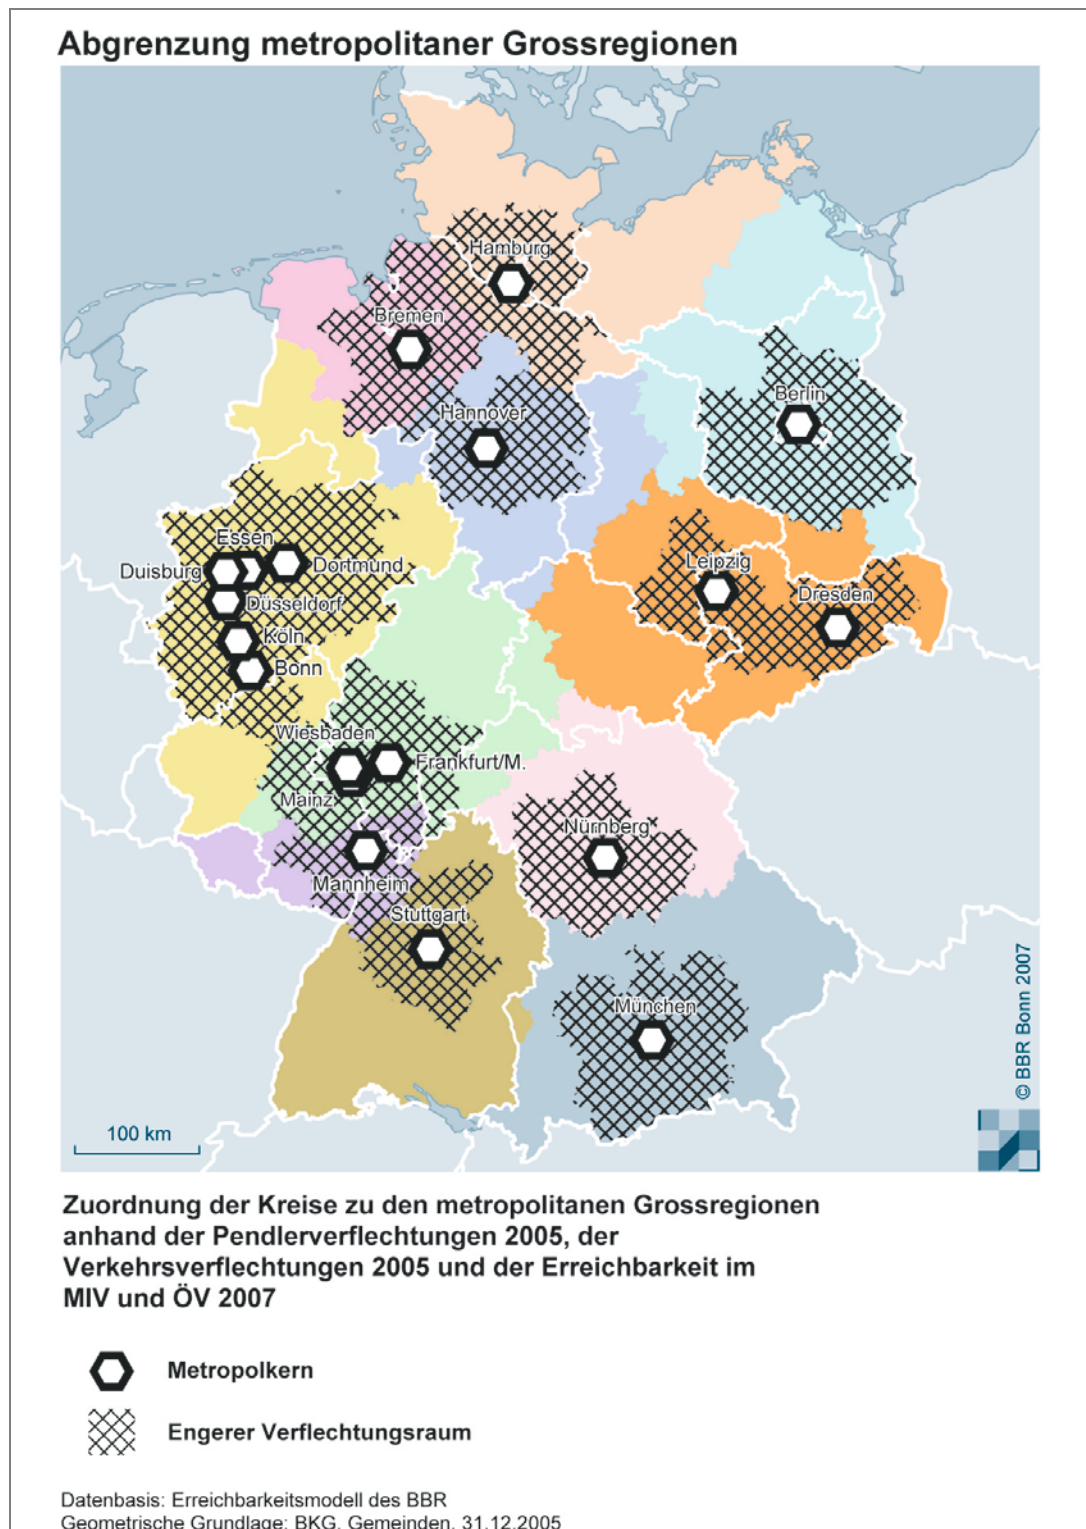 Abgrenzung metropolitaner Grossregionen
Hamburg
Bremen
Berlin
Hannover
Essen
Duisburg
Dortmund
Leipzig
Düsseldorf
Dresden
Köln
Bonn
Wiesbaden
Frankfurt/M.
Mainz
Nürnberg
Mannheim
Stuttgart
München
© BBR Bonn 2007
100 km
Zuordnung der Kreise zu den metropolitanen Grossregionen
anhand der Pendlerverflechtungen 2005, der
Verkehrsverflechtungen 2005 und der Erreichbarkeit im
MIV und ÖV 2007
Metropolkern
Engerer Verflechtungsraum
Datenbasis: Erreichbarkeitsmodell des BBR
Geometrische Grundlage: BKG, Gemeinden, 31.12.2005